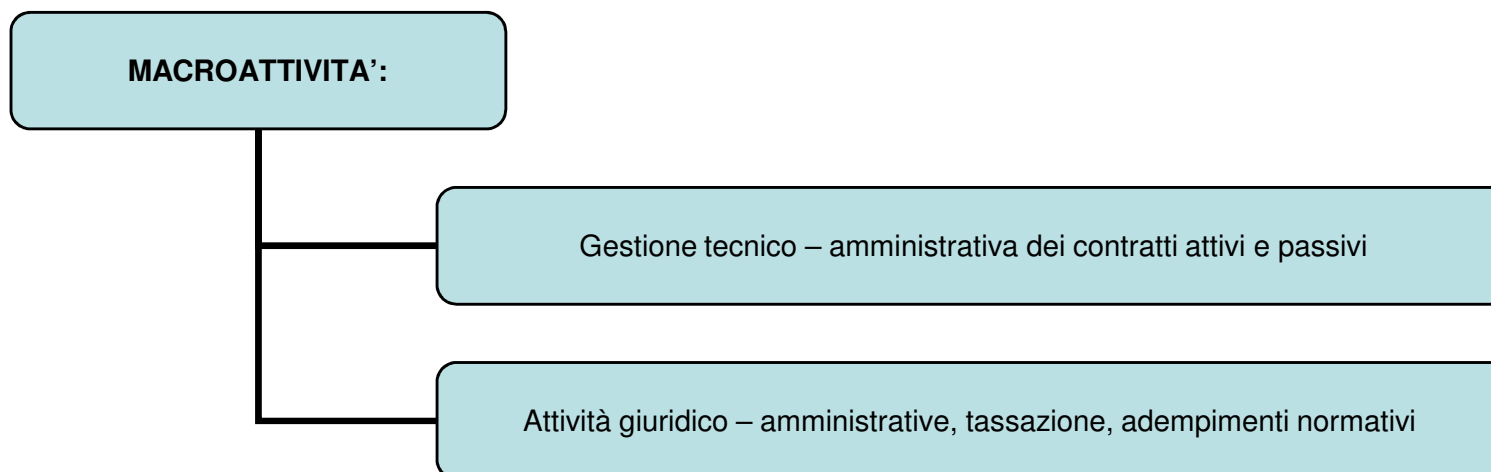 MACROATTIVITA’:
Gestione tecnico – amministrativa dei contratti attivi e passivi
Attività giuridico – amministrative, tassazione, adempimenti normativi